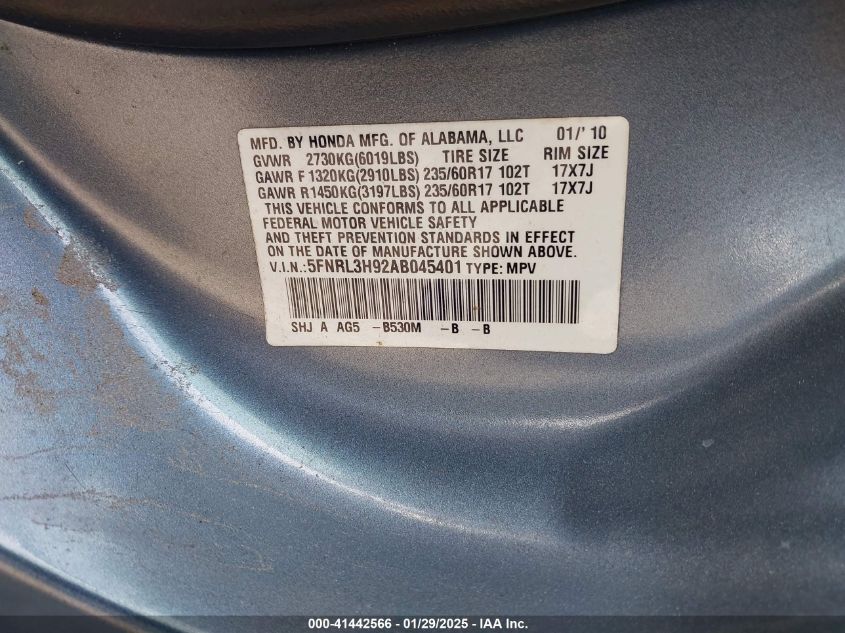 MFD. BY HONDA MFG. OF ALABAMA, LLC 01/' 10
GVWR 2730KG(6019LBS) TIRE SIZE RIM SIZE
GAWR F 1320KG(2910LBS) 235/60R17 102T 17X7J
GAWR R1450KG(3197LBS) 235/60R17 102T 17X7J
THIS VEHICLE CONFORMS TO ALL APPLICABLE
FEDERAL MOTOR VEHICLE SAFETY
AND THEFT PREVENTION STANDARDS IN EFFECT
ON THE DATE OF MANUFACTURE SHOWN ABOVE.
V.I.N.:5FNRL3H92AB045401 TYPE: MPV
SHJ A AG5 -B530M -B -B
000-41442566 - 01/29/2025 - IAA Inc.